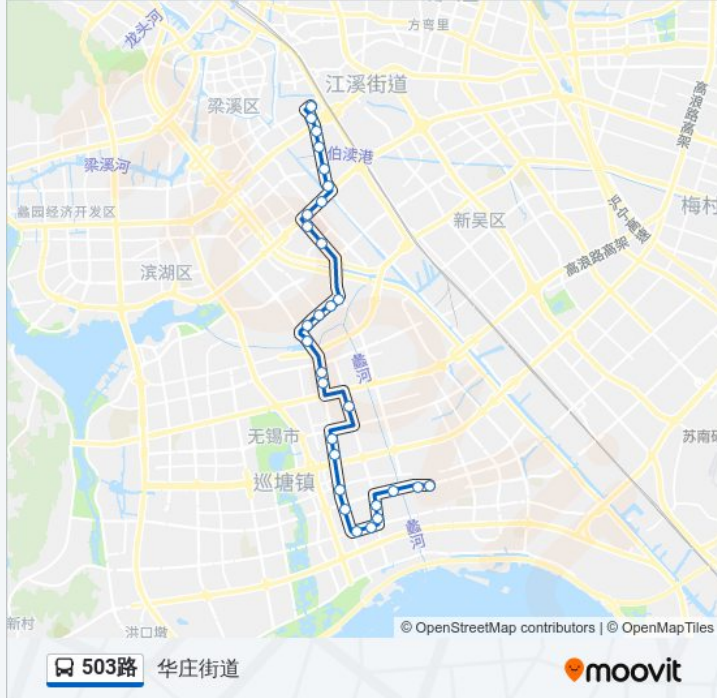 方弯里
龙头河
江溪街道
梁溪区
高浪路高架
伯渎港
梁溪河
蠡园经济开发区
新吴区
沪宁高速
梅村
滨湖区
高浪路高架
蠡河
无锡市
苏南硕
巡塘镇
蠡河
新村
洪口墩
© OpenStreetMap contributors | © OpenMapTiles
503路 华庄街道
moovit